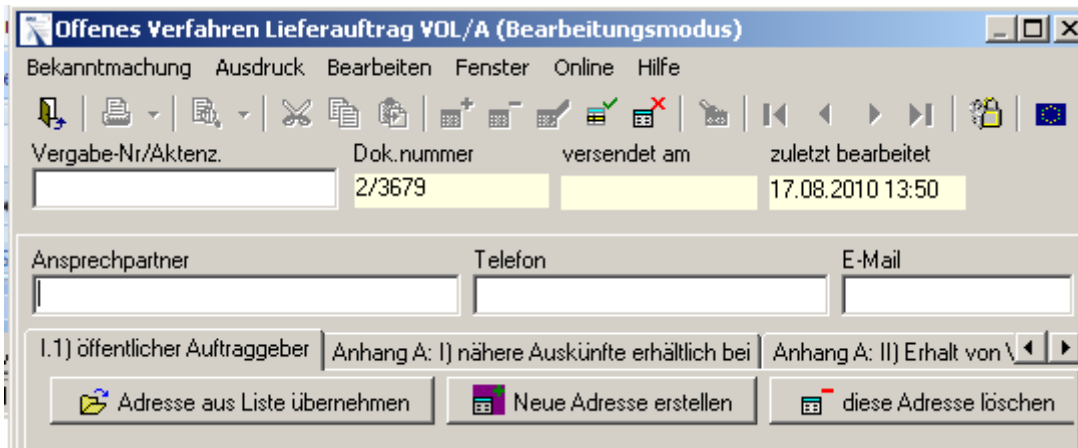 Offenes Verfahren Lieferauftrag VOL/A (Bearbeitungsmodus)
Bekanntmachung Ausdruck Bearbeiten Fenster Online Hilfe
Vergabe-Nr/Aktenz. Dok.nummer versendet am zuletzt bearbeitet
2/3679 17.08.2010 13:50
Ansprechpartner Telefon E-Mail
I.1) öffentlicher Auftraggeber Anhang A: I) nähere Auskünfte erhältlich bei Anhang A: II) Erhalt von
Adresse aus Liste übernehmen Neue Adresse erstellen diese Adresse löschen